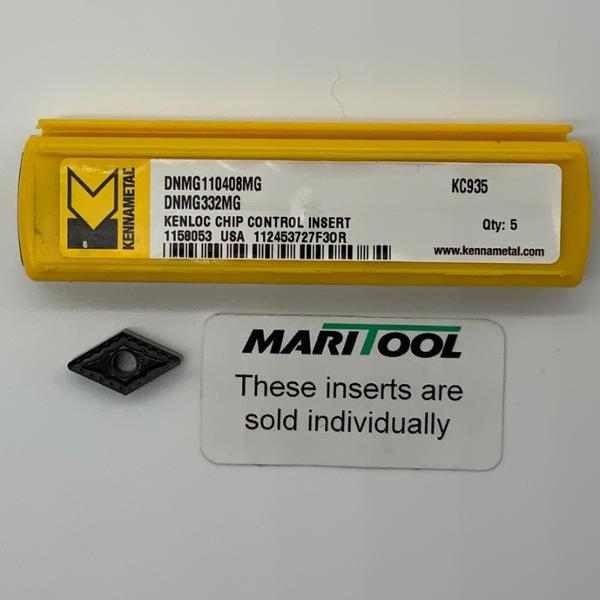 KENNAMETAL
DNMG110408MG
DNMG332MG
KENLOC CHIP CONTROL INSERT
1158053 USA 112453727F30R
KC935
Qty: 5
www.kennametal.com
MARITOOL
These inserts are
sold individually